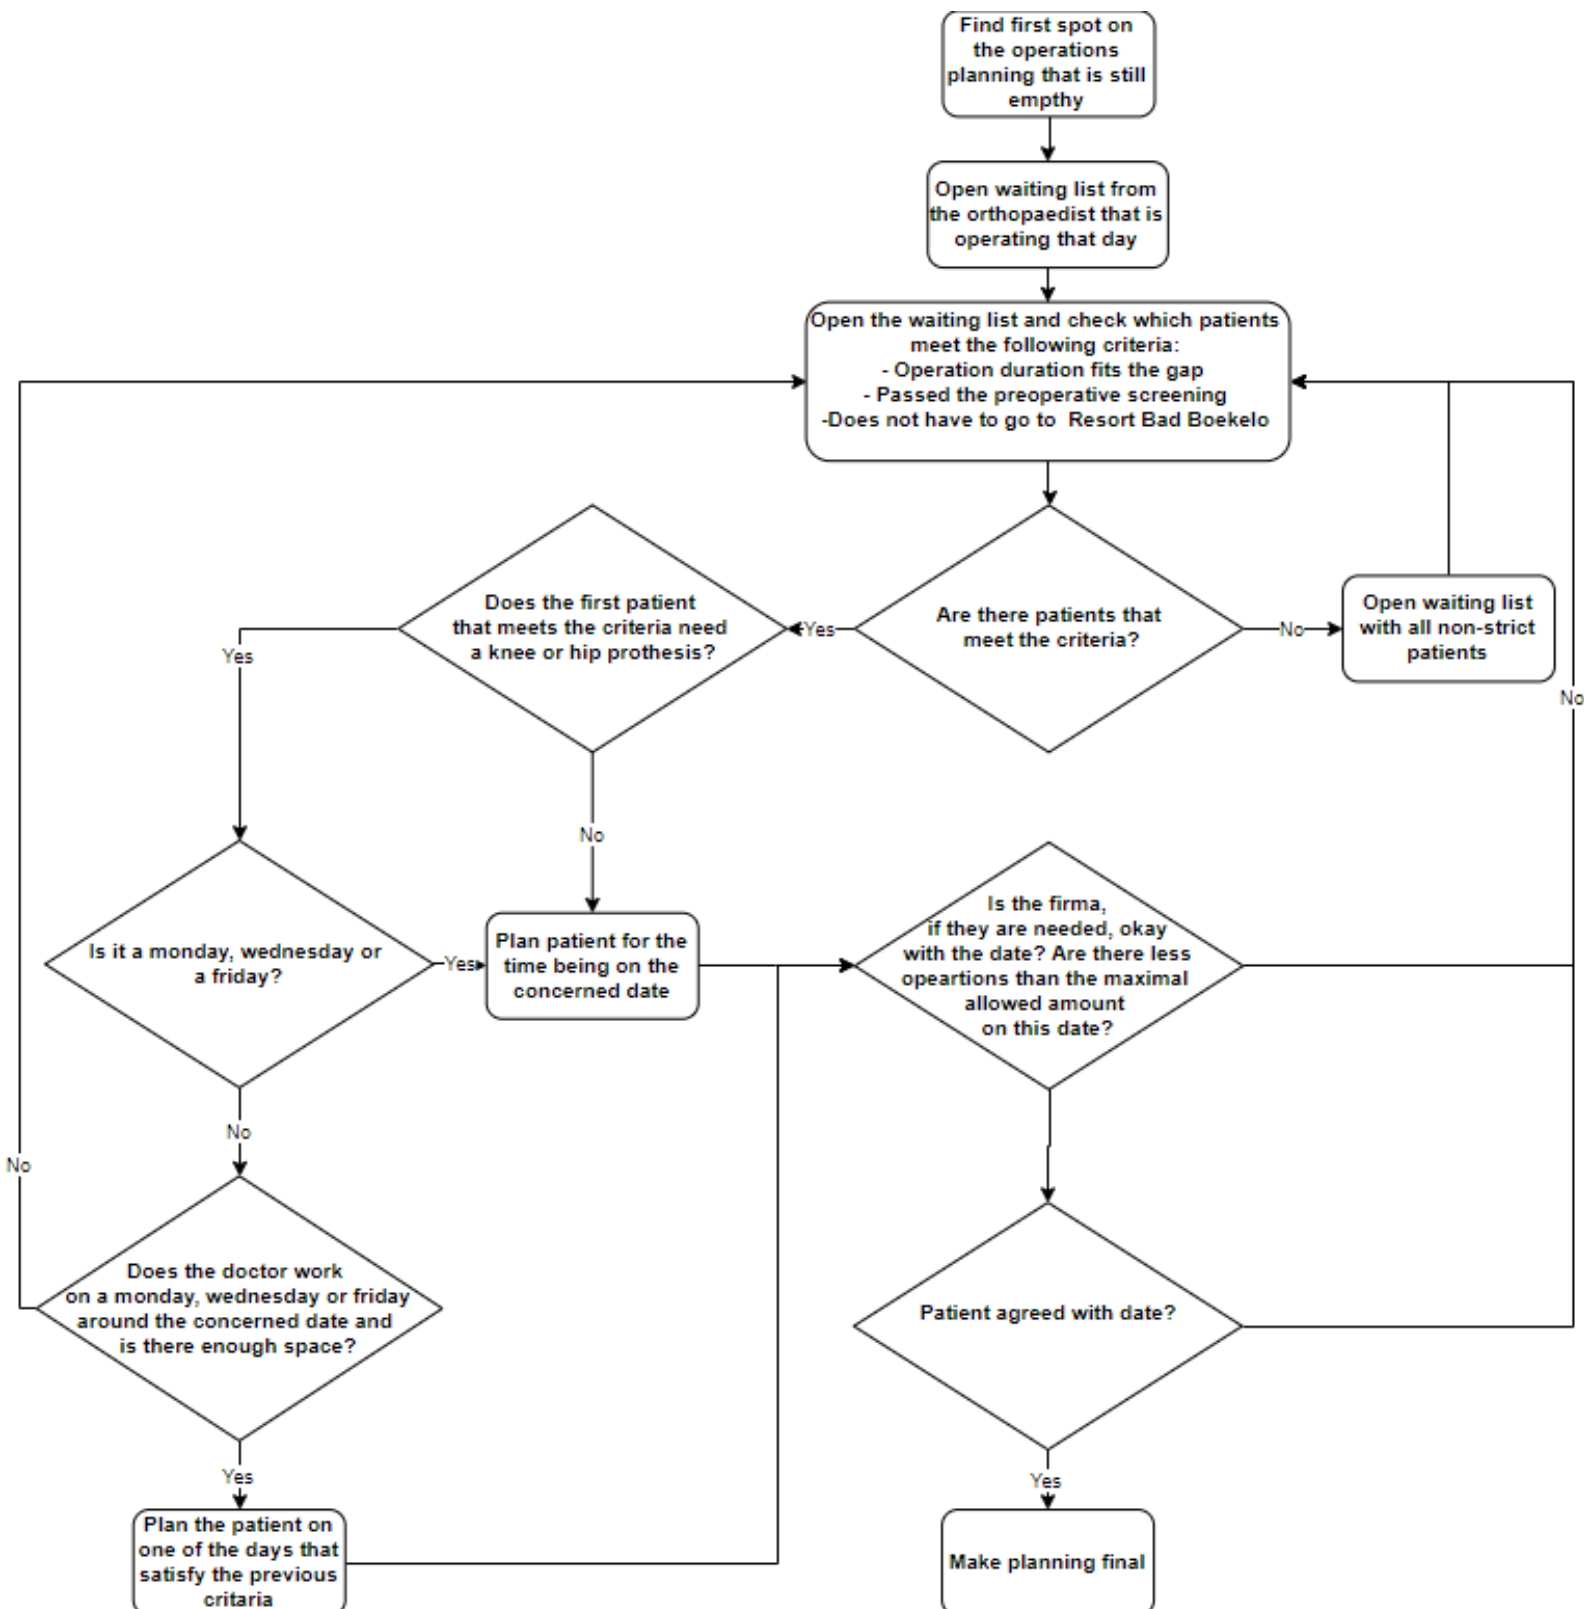 Find first spot on
the operations
planning that is still
empthy
Open waiting list from
the orthopaedist that is
operating that day
Open the waiting list and check which patients
meet the following criteria:
- Operation duration fits the gap
- Passed the preoperative screening
-Does not have to go to Resort Bad Boekelo
Are there patients that
meet the criteria?
Yes
No
Open waiting list
with all non-strict
patients
Does the first patient
that meets the criteria need
a knee or hip prothesis?
Yes
No
No
Is it a monday, wednesday or
a friday?
Yes
Plan patient for the
time being on the
concerned date
Is the firma,
if they are needed, okay
with the date? Are there less
opeartions than the maximal
allowed amount
on this date?
No
No
Does the doctor work
on a monday, wednesday or friday
around the concerned date and
is there enough space?
Patient agreed with date?
Yes
Yes
Plan the patient on
one of the days that
satisfy the previous
critaria
Make planning final